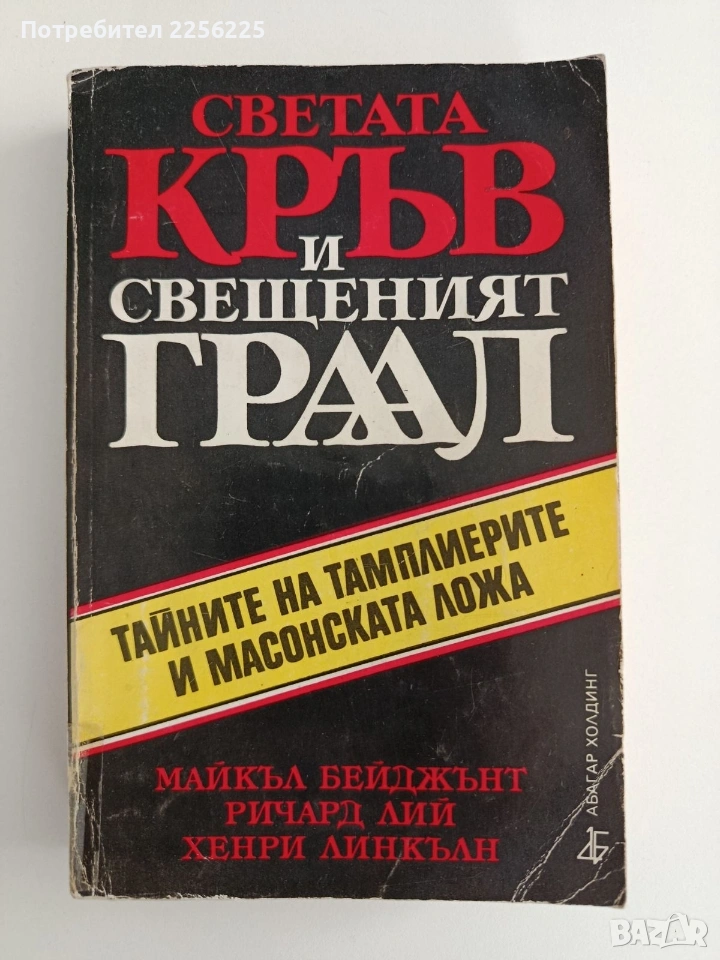 Потребител 2256225
СВЕТАТА
КРЪВ
И
СВЕЩЕНИЯТ
ГРААЛ
ТАЙНИТЕ НА ТАМПЛИЕРИТЕ
И МАСОНСКАТА ЛОЖА
МАЙКЪЛ БЕЙДЖЪНТ
РИЧАРД ЛИЙ
ХЕНРИ ЛИНКЪЛН
АБАГАР ХОЛДИНГ
BAZAR